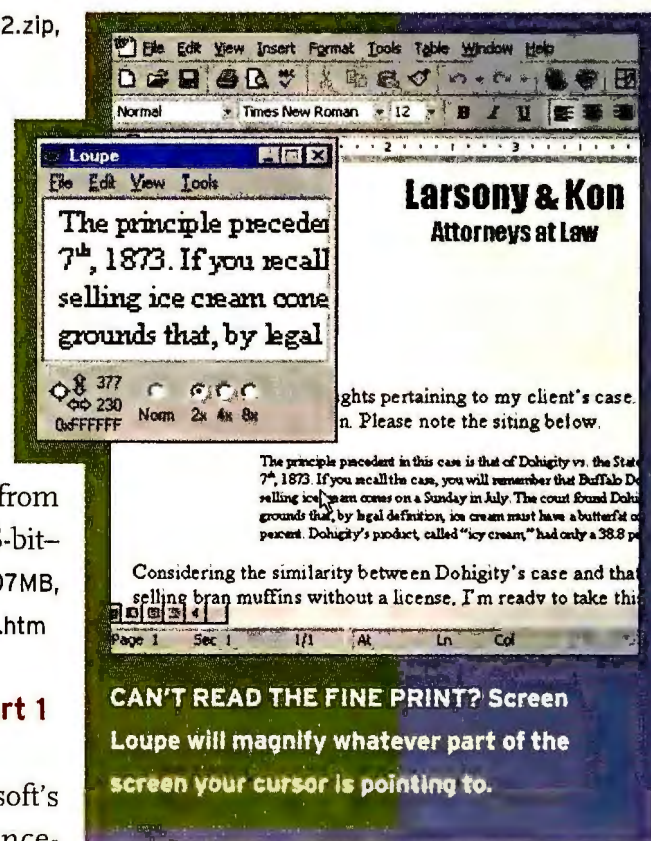 2.zip,
from
-bit–
07MB,
.htm
rt 1
soft's
File Edit View Insert Format Tools Table Window Help
Normal Times New Roman 12 B I U
2 3
Larsony & Kon
Attorneys at Law
ghts pertaining to my client's case.
n. Please note the siting below.
The principle precedent in this case is that of Dohigity vs. the State
7th, 1873. If you recall the case, you will remember that Buffalo Do
selling ice cream cones on a Sunday in July. The court found Dohi
grounds that, by legal definition, ice cream must have a butterfat co
percent. Dohigity's product, called "icy cream," had only a 38.8 pe
Considering the similarity between Dohigity's case and that
selling bran muffins without a license, I'm ready to take this
Page 1 Sec 1 1/1 At Ln Col
Loupe
File Edit View Tools
The principle preceden
7th, 1873. If you recall
selling ice cream cone
grounds that, by legal
377
230
0xFFFFFF Norm 2x 4x 8x
CAN'T READ THE FINE PRINT? Screen
Loupe will magnify whatever part of the
screen your cursor is pointing to.